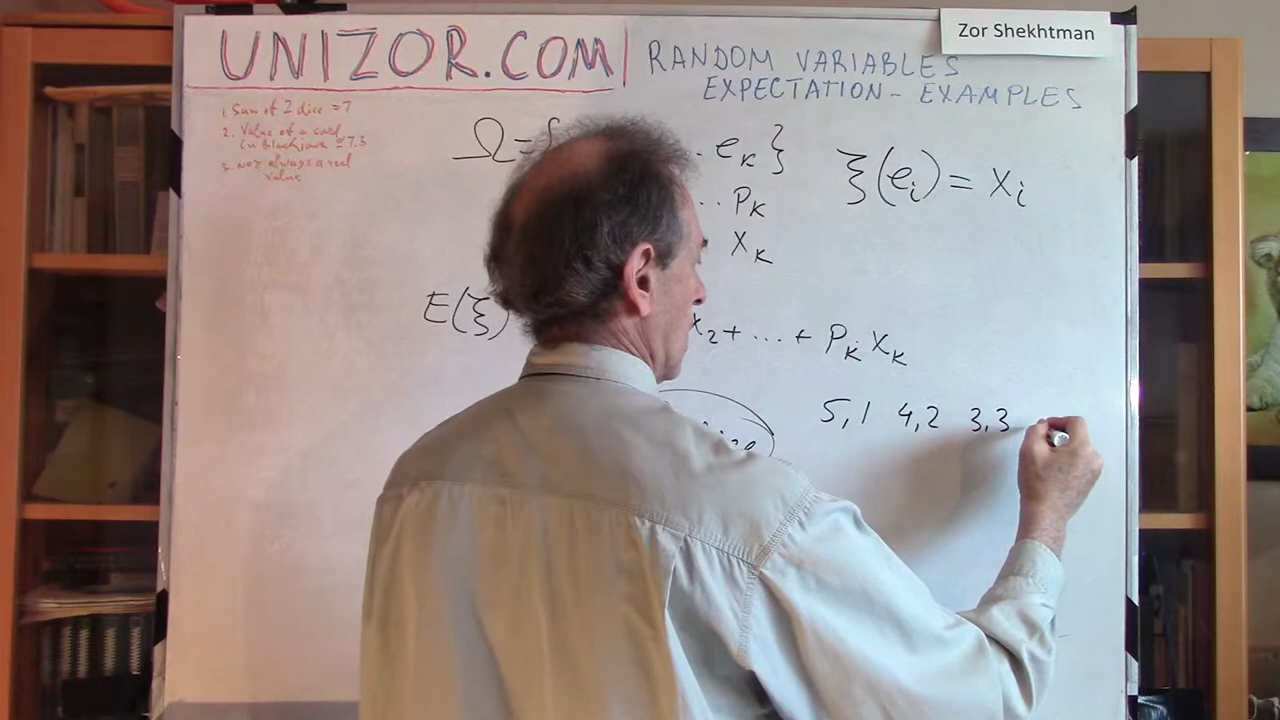 Zor Shekhtman
UNIZOR.COM
RANDOM VARIABLES
EXPECTATION - EXAMPLES
1. Sum of 2 dice = 7
2. Value of a card
in Blackjack ≅ 7.3
3. Not always a real
value
Ω = { . e_K }
ξ(e_i) = x_i
.. P_K
x_K
E(ξ) x_2 + ... + P_K x_K
5,1 4,2 3,3